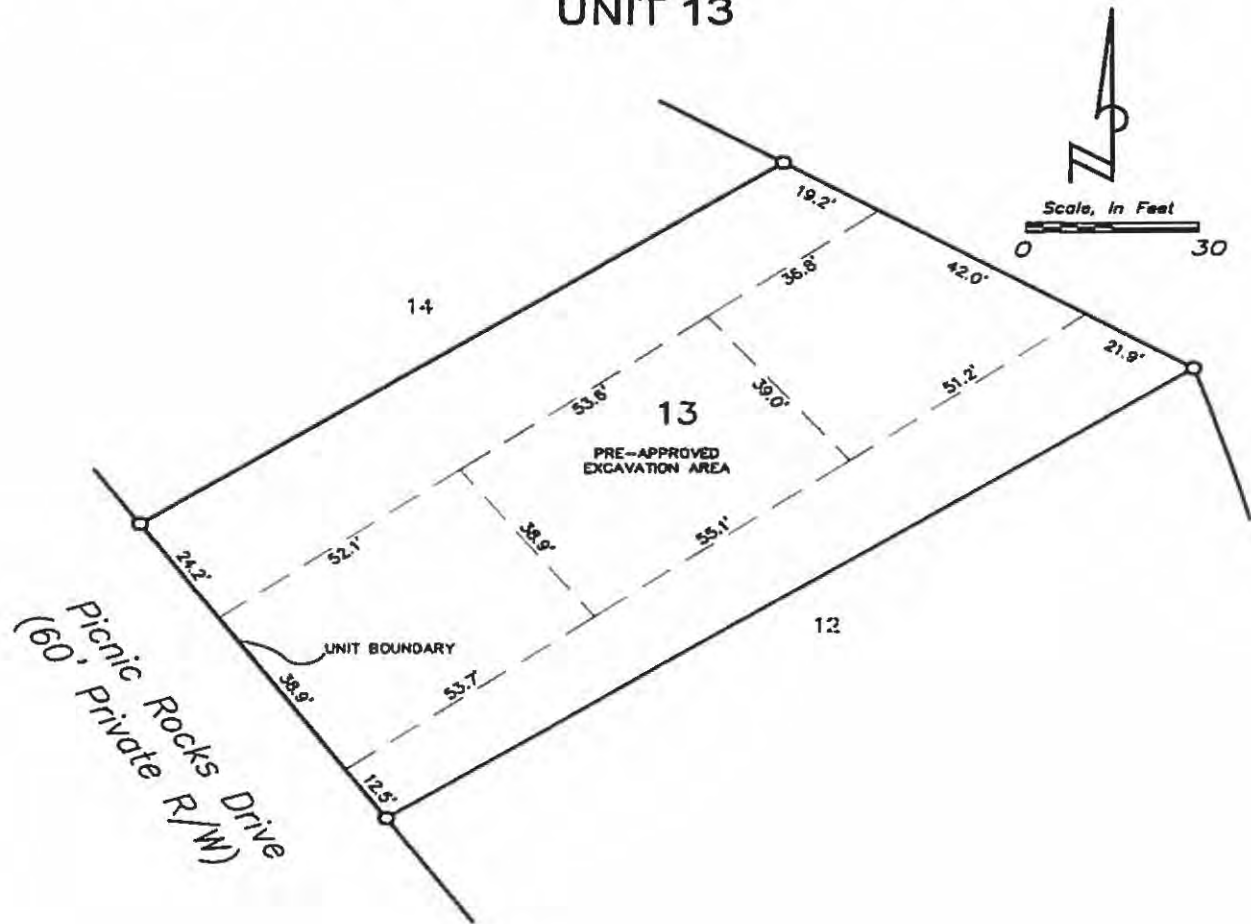 UNIT 13
Scale, In Feet
0 30
19.2'
42.0'
36.8'
14
21.9'
51.2'
39.0'
53.6'
13
PRE-APPROVED
EXCAVATION AREA
38.9'
52.1'
55.1'
24.2'
12
UNIT BOUNDARY
38.9'
53.7'
12.5'
Picnic Rocks Drive
(60' Private R/W)